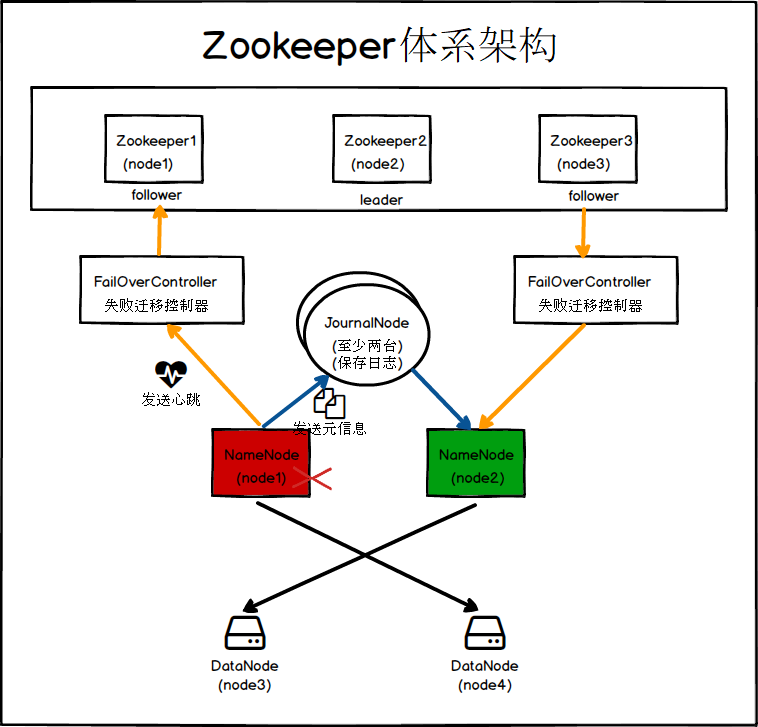 Zookeeper体系架构
Zookeeper1
(node1)
follower
Zookeeper2
(node2)
leader
Zookeeper3
(node3)
follower
FailOverController
失败迁移控制器
FailOverController
失败迁移控制器
JournalNode
(至少两台)
(保存日志)
发送心跳
发送元信息
NameNode
(node1)
NameNode
(node2)
DataNode
(node3)
DataNode
(node4)